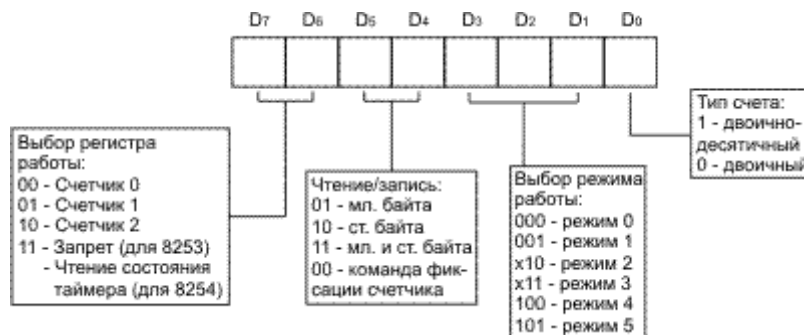 D7 D6 D5 D4 D3 D2 D1 D0
Выбор регистра
работы:
00 - Счетчик 0
01 - Счетчик 1
10 - Счетчик 2
11 - Запрет (для 8253)
- Чтение состояния
таймера (для 8254)
Чтение/запись:
01 - мл. байта
10 - ст. байта
11 - мл. и ст. байта
00 - команда фик-
сации счетчика
Выбор режима
работы:
000 - режим 0
001 - режим 1
x10 - режим 2
x11 - режим 3
100 - режим 4
101 - режим 5
Тип счета:
1 - двоично-
десятичный
0 - двоичный